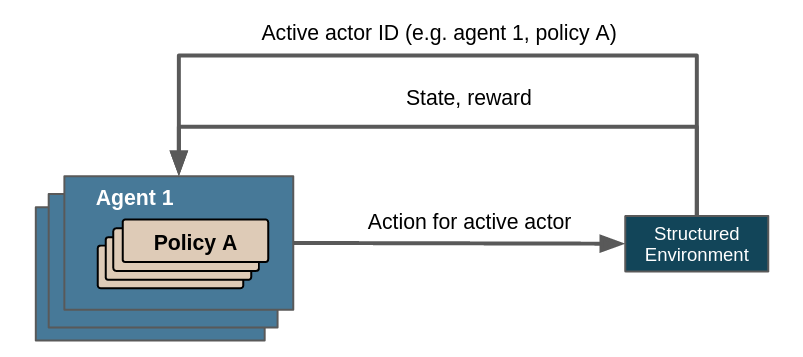 Active actor ID (e.g. agent 1, policy A)
State, reward
Agent 1
Policy A
Action for active actor
Structured
Environment